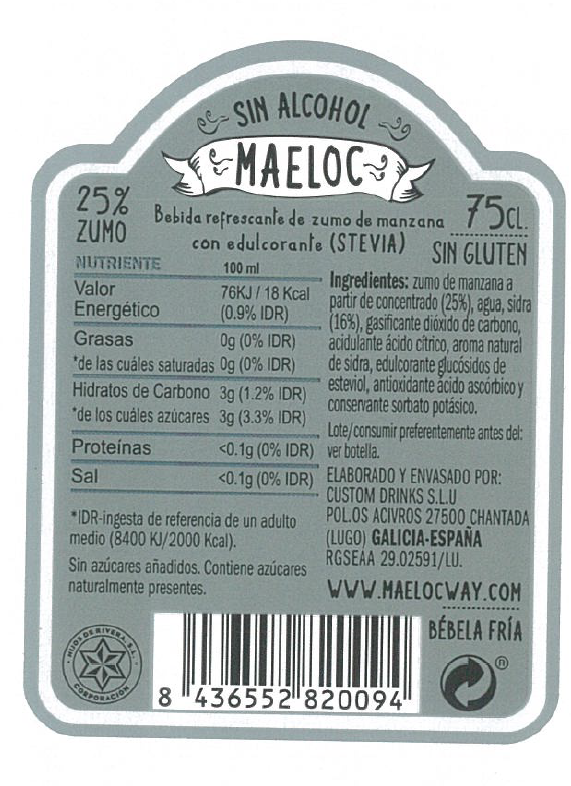 SIN ALCOHOL
MAELOC
25%
ZUMO
Bebida refrescante de zumo de manzana
con edulcorante (STEVIA)
75CL.
SIN GLUTEN
NUTRIENTE 100 ml
Valor
Energético
76KJ / 18 Kcal
(0.9% IDR)
Grasas 0g (0% IDR)
*de las cuáles saturadas 0g (0% IDR)
Hidratos de Carbono 3g (1.2% IDR)
*de los cuáles azúcares 3g (3.3% IDR)
Proteínas <0.1g (0% IDR)
Sal <0.1g (0% IDR)
*IDR-ingesta de referencia de un adulto
medio (8400 KJ/2000 Kcal).
Sin azúcares añadidos. Contiene azúcares
naturalmente presentes.
Ingredientes: zumo de manzana a
partir de concentrado (25%), agua, sidra
(16%), gasificante dióxido de carbono,
acidulante ácido cítrico, aroma natural
de sidra, edulcorante glucósidos de
esteviol, antioxidante ácido ascórbico y
conservante sorbato potásico.
Lote/consumir preferentemente antes del:
ver botella.
ELABORADO Y ENVASADO POR:
CUSTOM DRINKS S.L.U
POL.OS ACIVROS 27500 CHANTADA
(LUGO) GALICIA-ESPAÑA
RGSEAA 29.02591/LU.
WWW.MAELOCWAY.COM
BÉBELA FRÍA
HIJOS DE RIVERA, S.L.
CORPORACIÓN
8 436552 820094